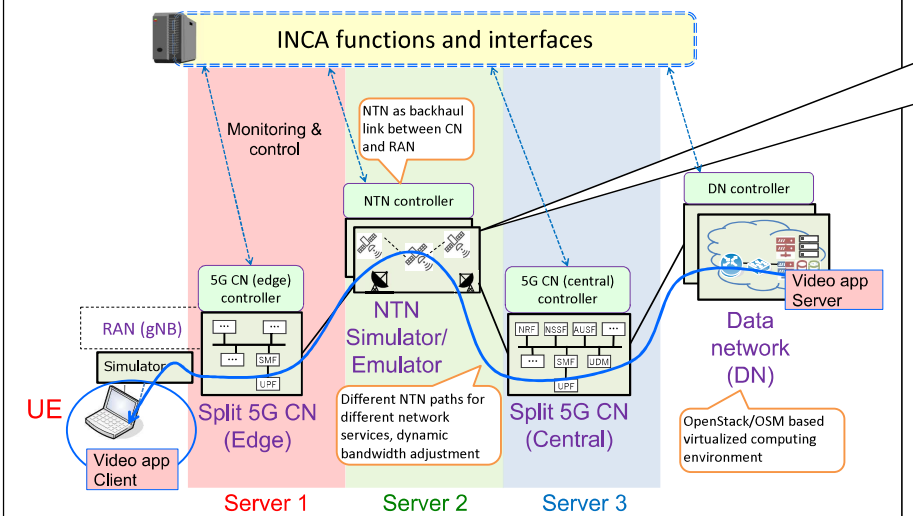 INCA functions and interfaces
Monitoring &
control
NTN as backhaul
link between CN
and RAN
NTN controller
DN controller
5G CN (edge)
controller
5G CN (central)
controller
Video app
Server
RAN (gNB)
Simulator
...
...
...
SMF
UPF
NTN
Simulator/
Emulator
NRF
NSSF
AUSF
...
...
SMF
UDM
UPF
Data
network
(DN)
UE
Video app
Client
Split 5G CN
(Edge)
Different NTN paths for
different network
services, dynamic
bandwidth adjustment
Split 5G CN
(Central)
OpenStack/OSM based
virtualized computing
environment
Server 1
Server 2
Server 3